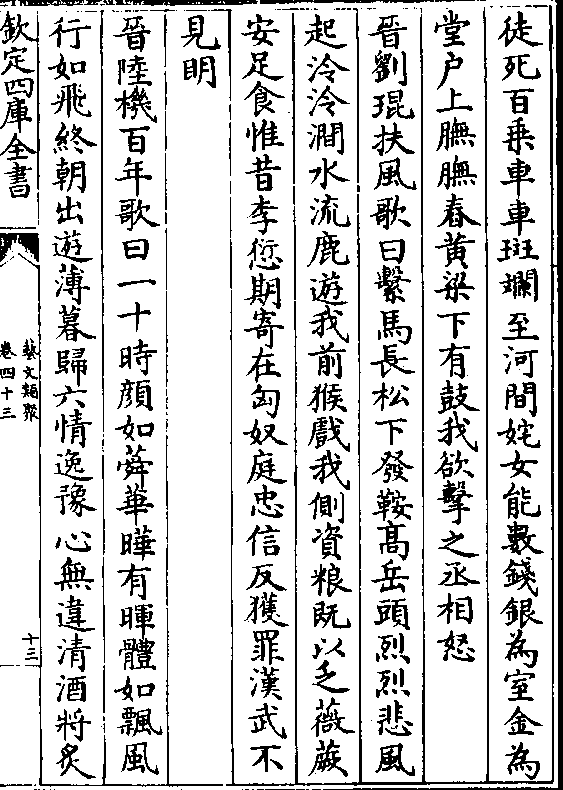 徒死百乗車車斑斕至河間姹女能數錢銀為室金為
堂户上膴膴舂黄粱下有鼓我欲擊之丞相怒
晉劉琨扶風歌曰繫馬長松下發鞍髙岳頭烈烈悲風
起泠泠澗水流鹿遊我前猴戲我側資粮既以乏薇蕨
安足食惟昔李愆期寄在匈奴庭忠信反獲罪漢武不
見明
晉陸機百年歌曰一十時顔如蕣華曄有暉體如飄風
行如飛終朝出遊薄暮歸六情逸豫心無違清酒將炙
欽定四庫全書
藝文類聚
卷四十三
十三